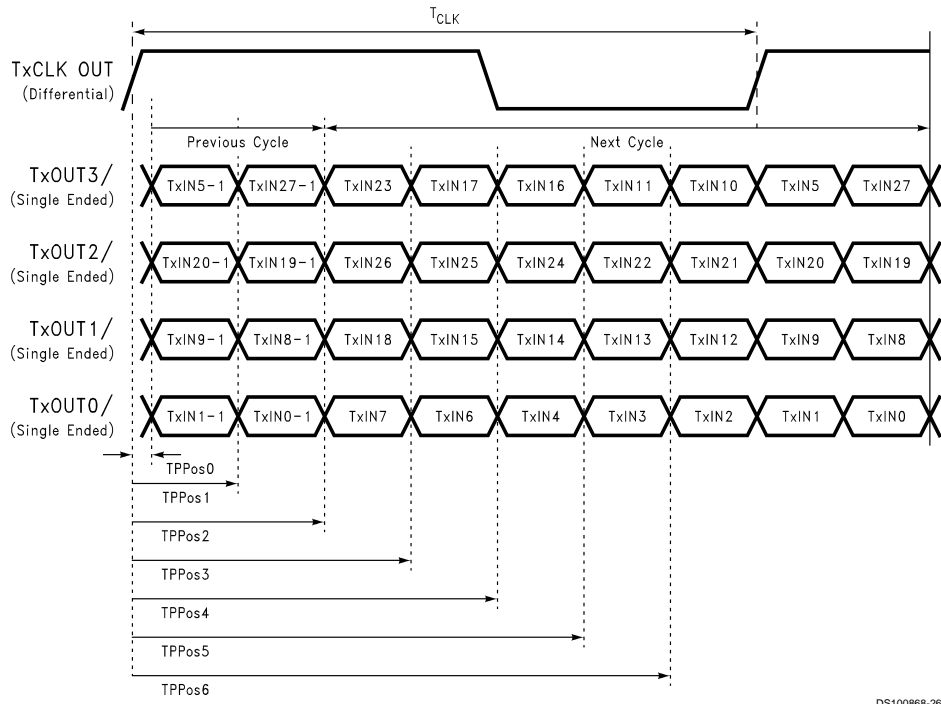 TCLK
TxCLK OUT
(Differential)
Previous Cycle
Next Cycle
TxOUT3/
(Single Ended)
TxIN5-1 TxIN27-1 TxIN23 TxIN17 TxIN16 TxIN11 TxIN10 TxIN5 TxIN27
TxOUT2/
(Single Ended)
TxIN20-1 TxIN19-1 TxIN26 TxIN25 TxIN24 TxIN22 TxIN21 TxIN20 TxIN19
TxOUT1/
(Single Ended)
TxIN9-1 TxIN8-1 TxIN18 TxIN15 TxIN14 TxIN13 TxIN12 TxIN9 TxIN8
TxOUT0/
(Single Ended)
TxIN1-1 TxIN0-1 TxIN7 TxIN6 TxIN4 TxIN3 TxIN2 TxIN1 TxIN0
TPPos0
TPPos1
TPPos2
TPPos3
TPPos4
TPPos5
TPPos6
DS100868-26